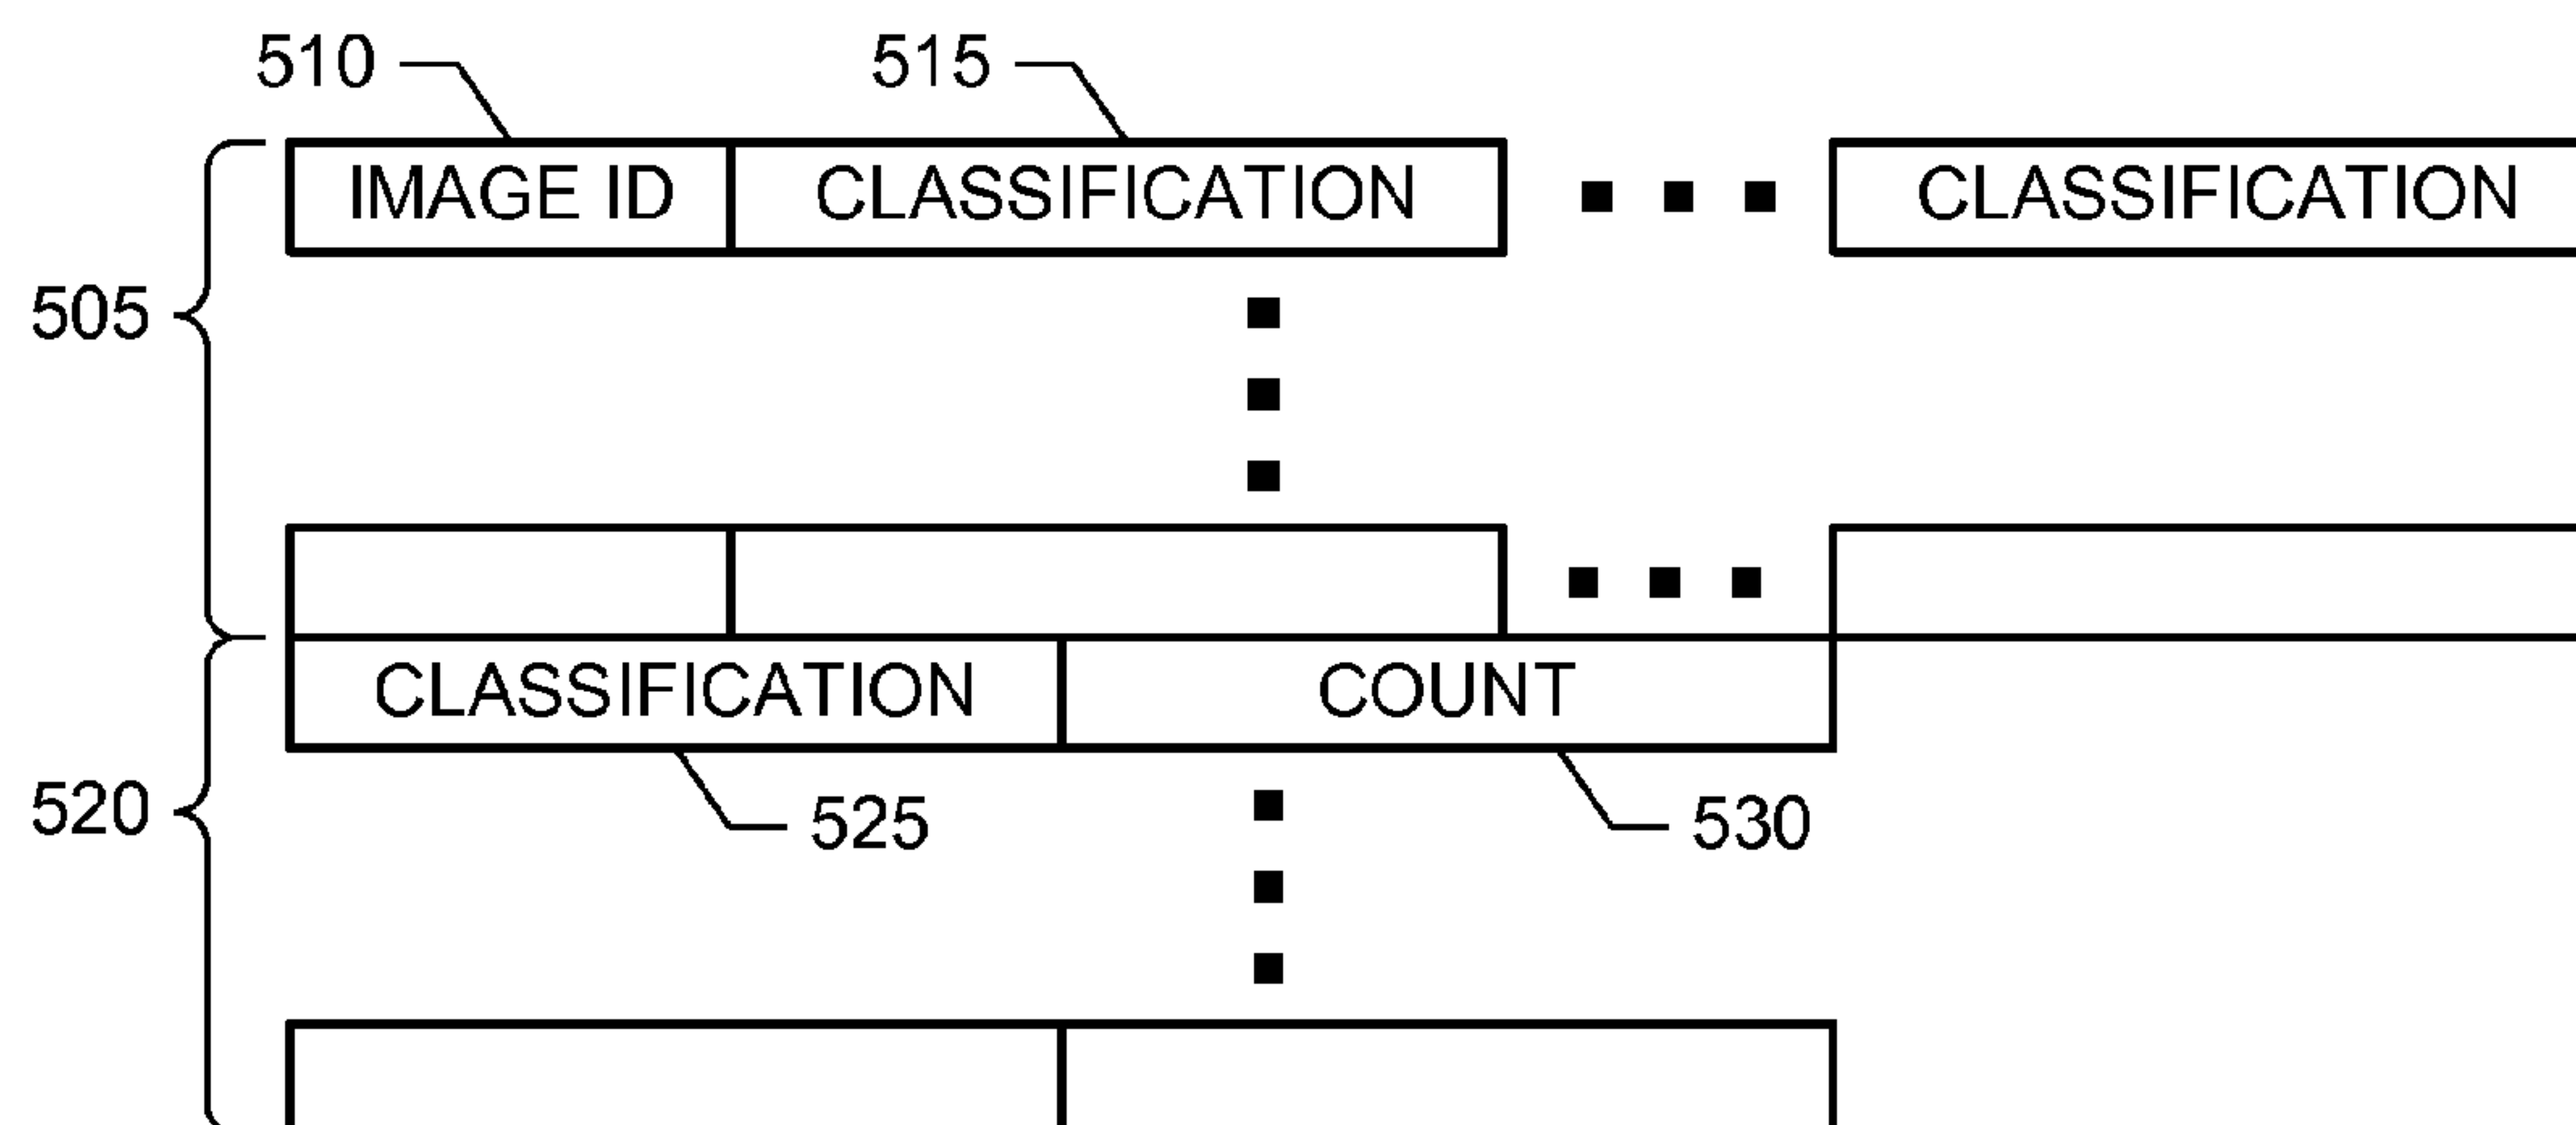 510 515
IMAGE ID CLASSIFICATION CLASSIFICATION
505
CLASSIFICATION COUNT
520 525 530